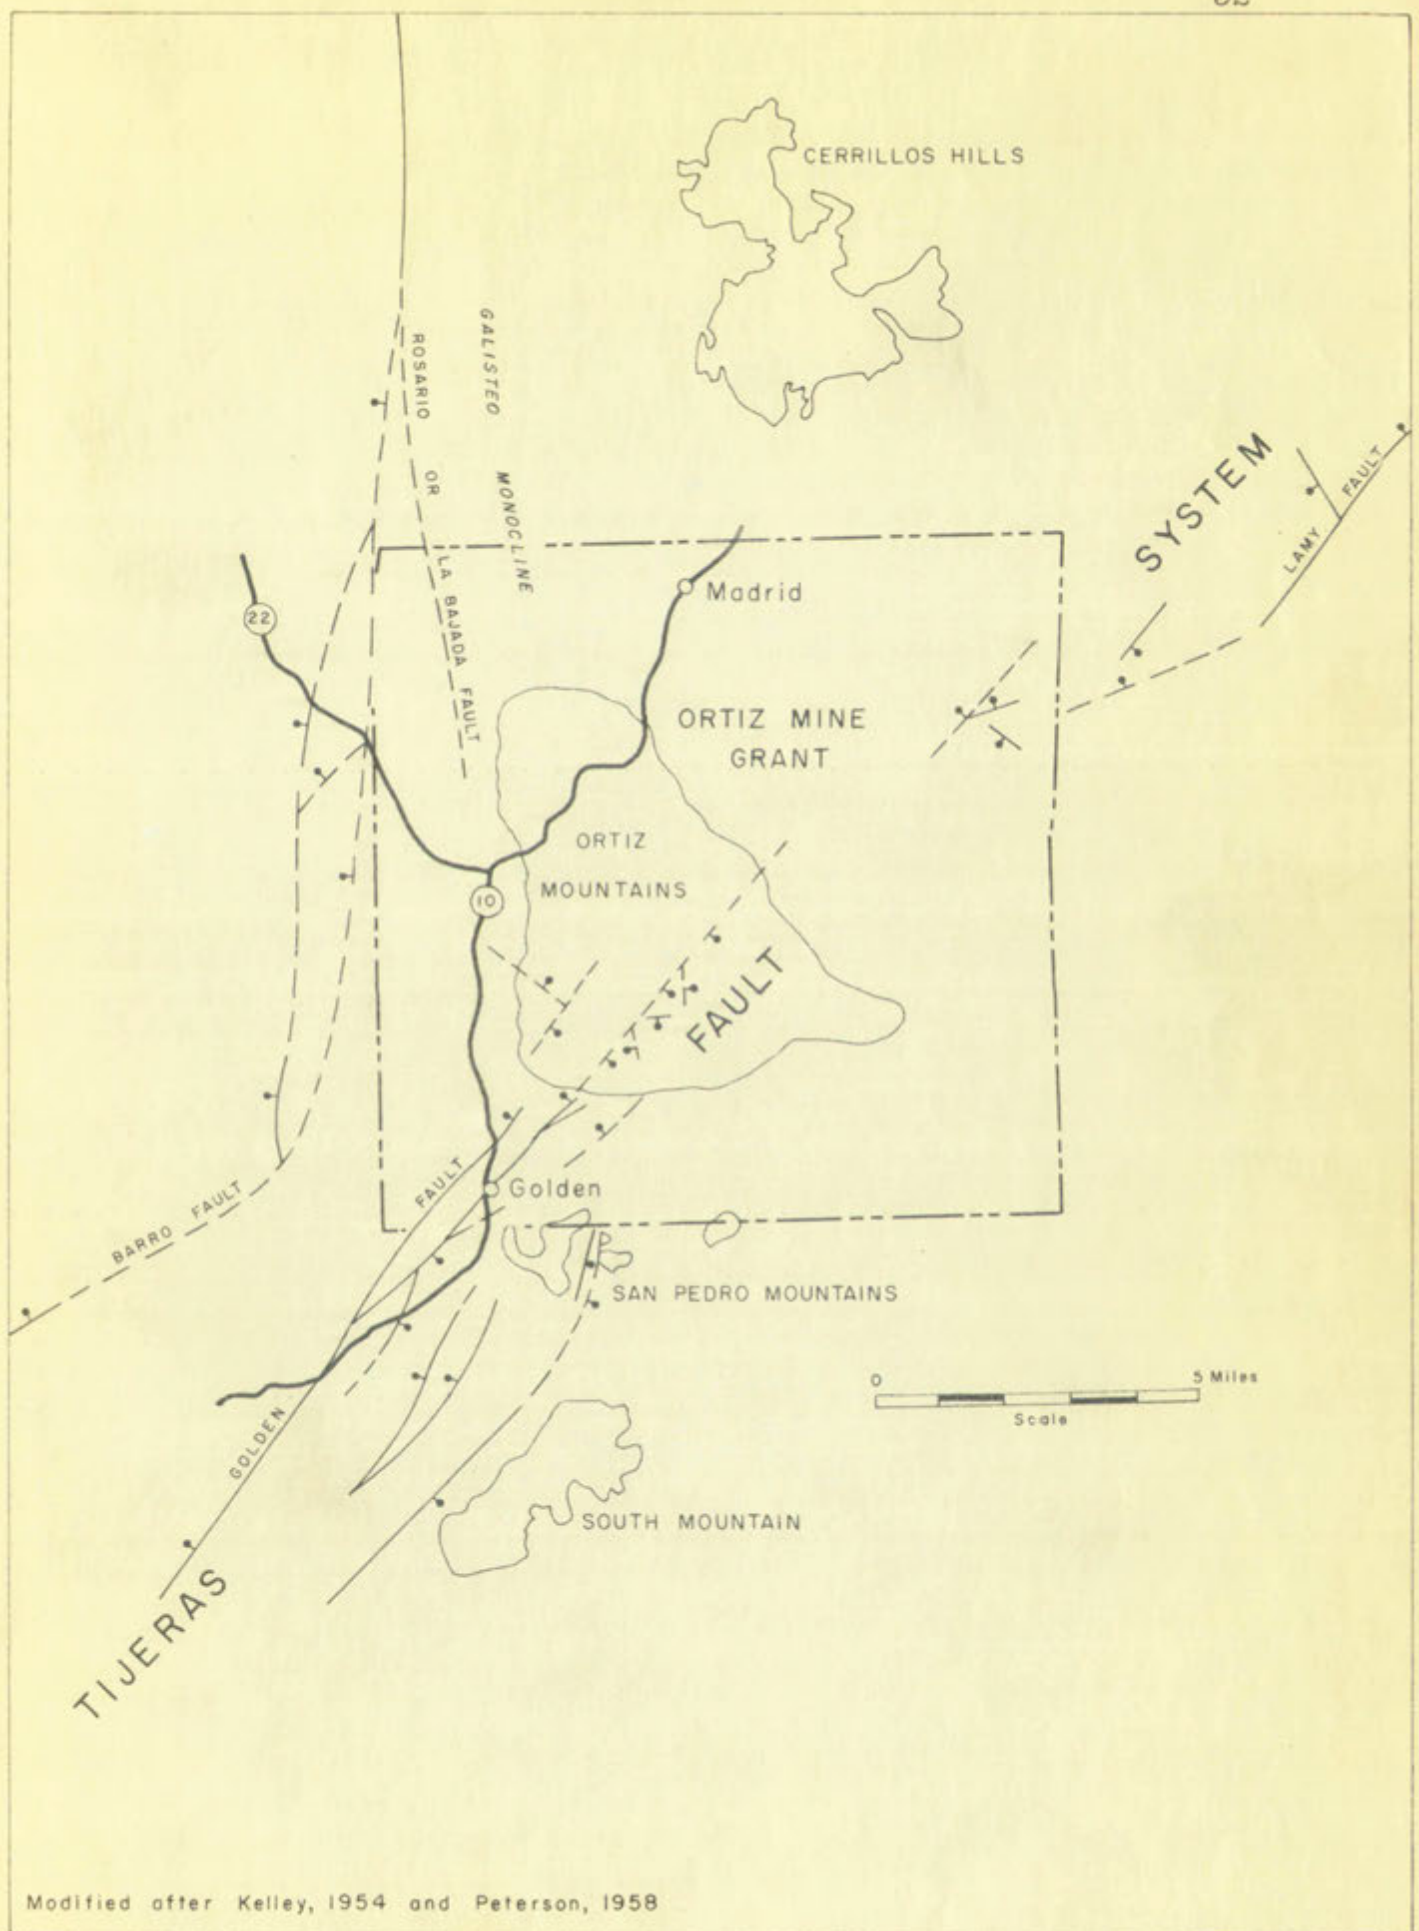 CERRILLOS HILLS
GALISTEO MONOCLINE
ROSARIO OR LA BAJADA FAULT
SYSTEM
LAMY FAULT
22
Madrid
ORTIZ MINE
GRANT
ORTIZ
MOUNTAINS
10
FAULT
BARRO FAULT
FAULT
Golden
SAN PEDRO MOUNTAINS
0 5 Miles
Scale
GOLDEN
SOUTH MOUNTAIN
TIJERAS
Modified after Kelley, 1954 and Peterson, 1958